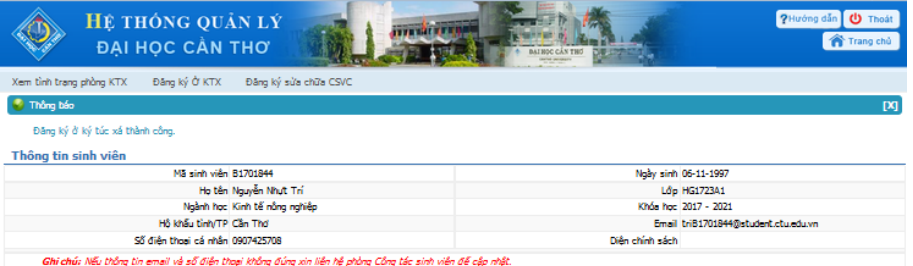 HỆ THỐNG QUẢN LÝ
ĐẠI HỌC CẦN THƠ
?Hướng dẫn Thoát
Trang chủ
ĐẠI HỌC CẦN THƠ
Xem tình trạng phòng KTX Đăng ký Ở KTX Đăng ký sửa chữa CSVC
Thông báo [X]
Đăng ký ở ký túc xá thành công.
Thông tin sinh viên
Mã sinh viên B1701844 Ngày sinh 06-11-1997
Họ tên Nguyễn Nhựt Trí Lớp HG1723A1
Ngành học Kinh tế nông nghiệp Khóa học 2017 - 2021
Hộ khẩu tỉnh/TP Cần Thơ Email triB1701844@student.ctu.edu.vn
Số điện thoại cá nhân 0907425708 Diện chính sách
Ghi chú: Nếu thông tin email và số điện thoại không đúng xin liên hệ phòng Công tác sinh viên để cập nhật.